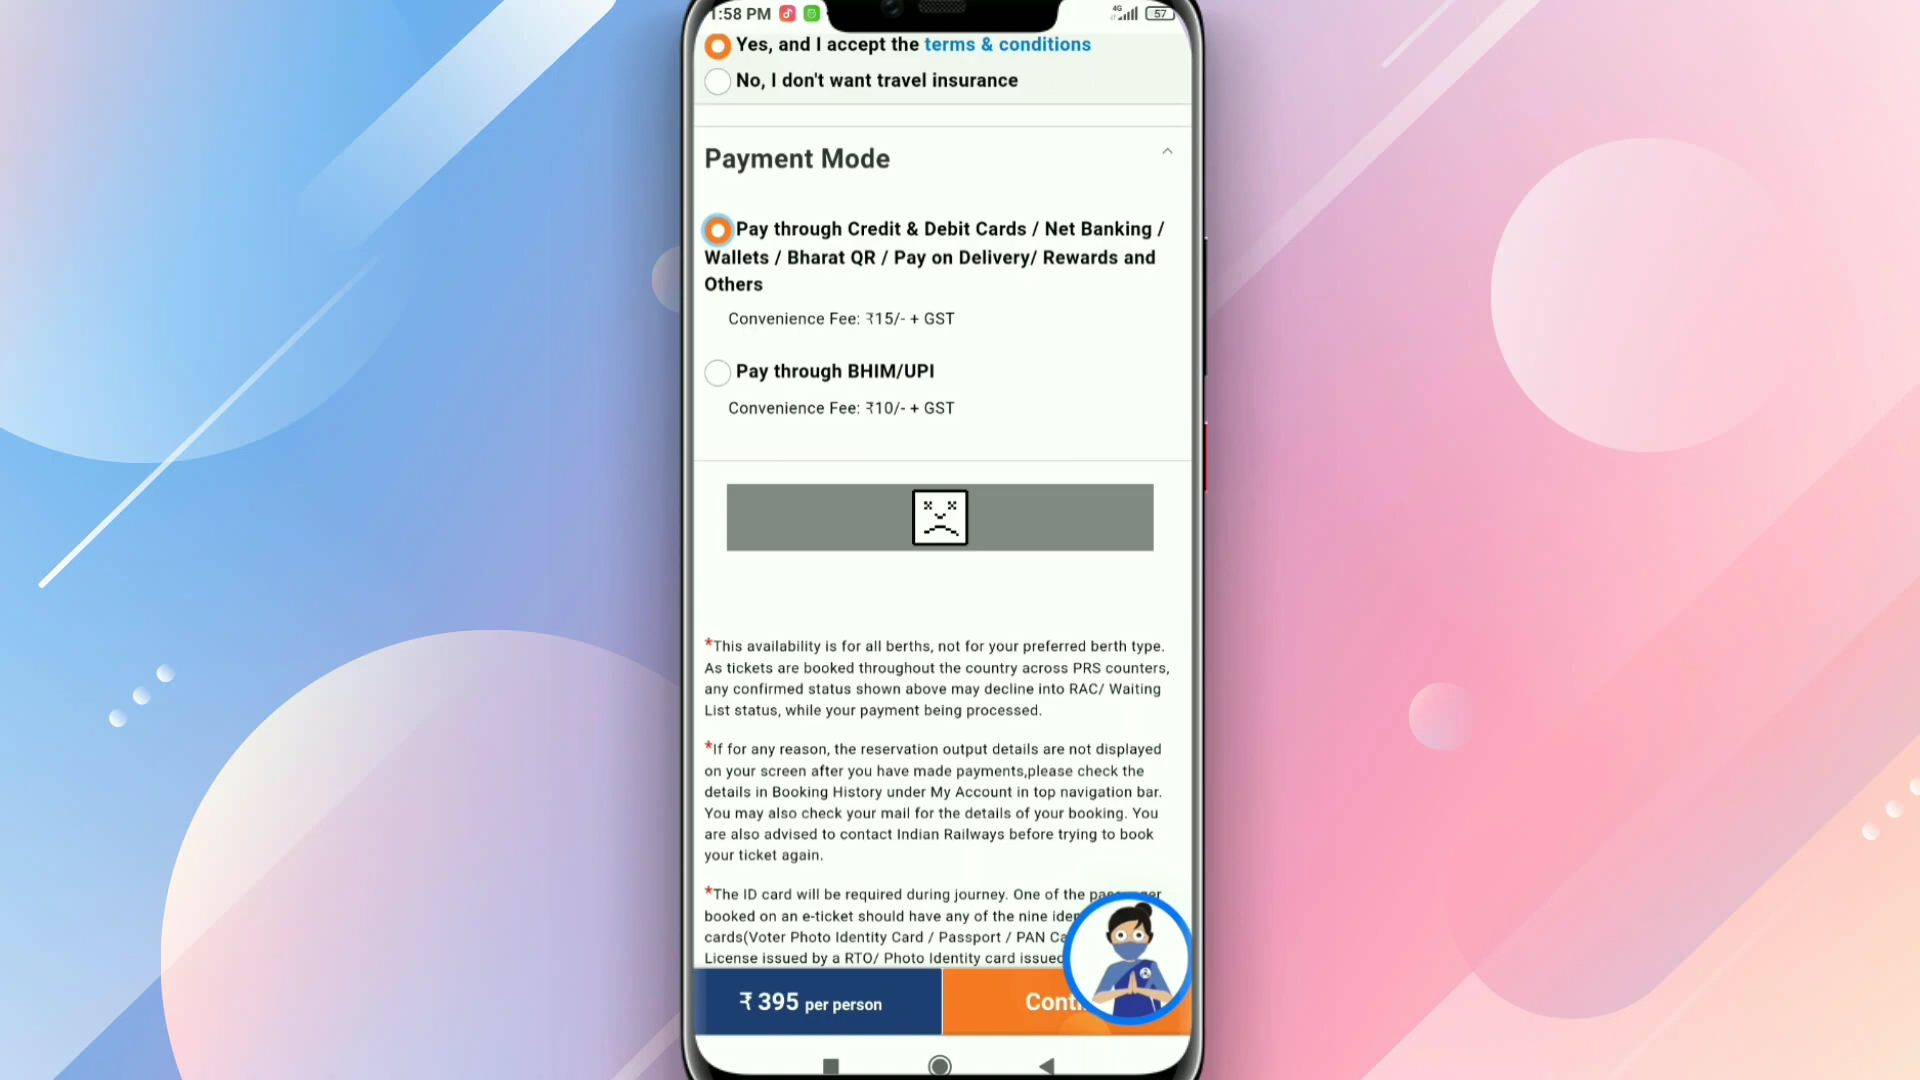 1:58 PM
4G
57
Yes, and I accept the terms & conditions
No, I don't want travel insurance
Payment Mode
Pay through Credit & Debit Cards / Net Banking /
Wallets / Bharat QR / Pay on Delivery/ Rewards and
Others
Convenience Fee: ₹15/- + GST
Pay through BHIM/UPI
Convenience Fee: ₹10/- + GST
*This availability is for all berths, not for your preferred berth type.
As tickets are booked throughout the country across PRS counters,
any confirmed status shown above may decline into RAC/ Waiting
List status, while your payment being processed.
*If for any reason, the reservation output details are not displayed
on your screen after you have made payments,please check the
details in Booking History under My Account in top navigation bar.
You may also check your mail for the details of your booking. You
are also advised to contact Indian Railways before trying to book
your ticket again.
*The ID card will be required during journey. One of the
booked on an e-ticket should have any of the nine
cards(Voter Photo Identity Card / Passport / PAN
License issued by a RTO/ Photo Identity card issued
₹ 395 per person